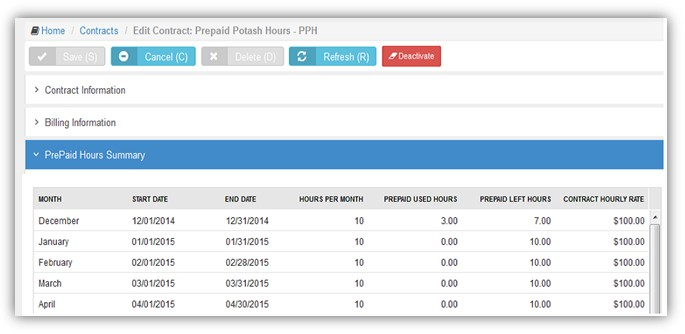 Home / Contracts / Edit Contract: Prepaid Potash Hours - PPH
Save (S) Cancel (C) Delete (D) Refresh (R) Deactivate
Contract Information
Billing Information
PrePaid Hours Summary
MONTH START DATE END DATE HOURS PER MONTH PREPAID USED HOURS PREPAID LEFT HOURS CONTRACT HOURLY RATE
December 12/01/2014 12/31/2014 10 3.00 7.00 $100.00
January 01/01/2015 01/31/2015 10 0.00 10.00 $100.00
February 02/01/2015 02/28/2015 10 0.00 10.00 $100.00
March 03/01/2015 03/31/2015 10 0.00 10.00 $100.00
April 04/01/2015 04/30/2015 10 0.00 10.00 $100.00